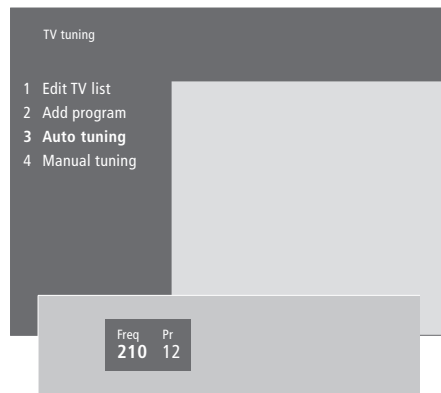 TV tuning
1 Edit TV list
2 Add program
3 Auto tuning
4 Manual tuning
Freq Pr
210 12